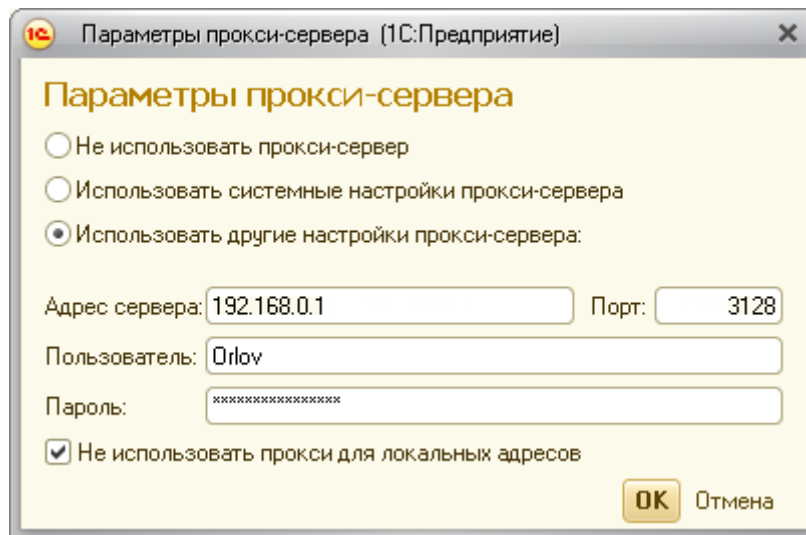 1С Параметры прокси-сервера (1С:Предприятие)
Параметры прокси-сервера
Не использовать прокси-сервер
Использовать системные настройки прокси-сервера
Использовать другие настройки прокси-сервера:
Адрес сервера: 192.168.0.1 Порт: 3128
Пользователь: Orlov
Пароль: ****************
Не использовать прокси для локальных адресов
OK Отмена